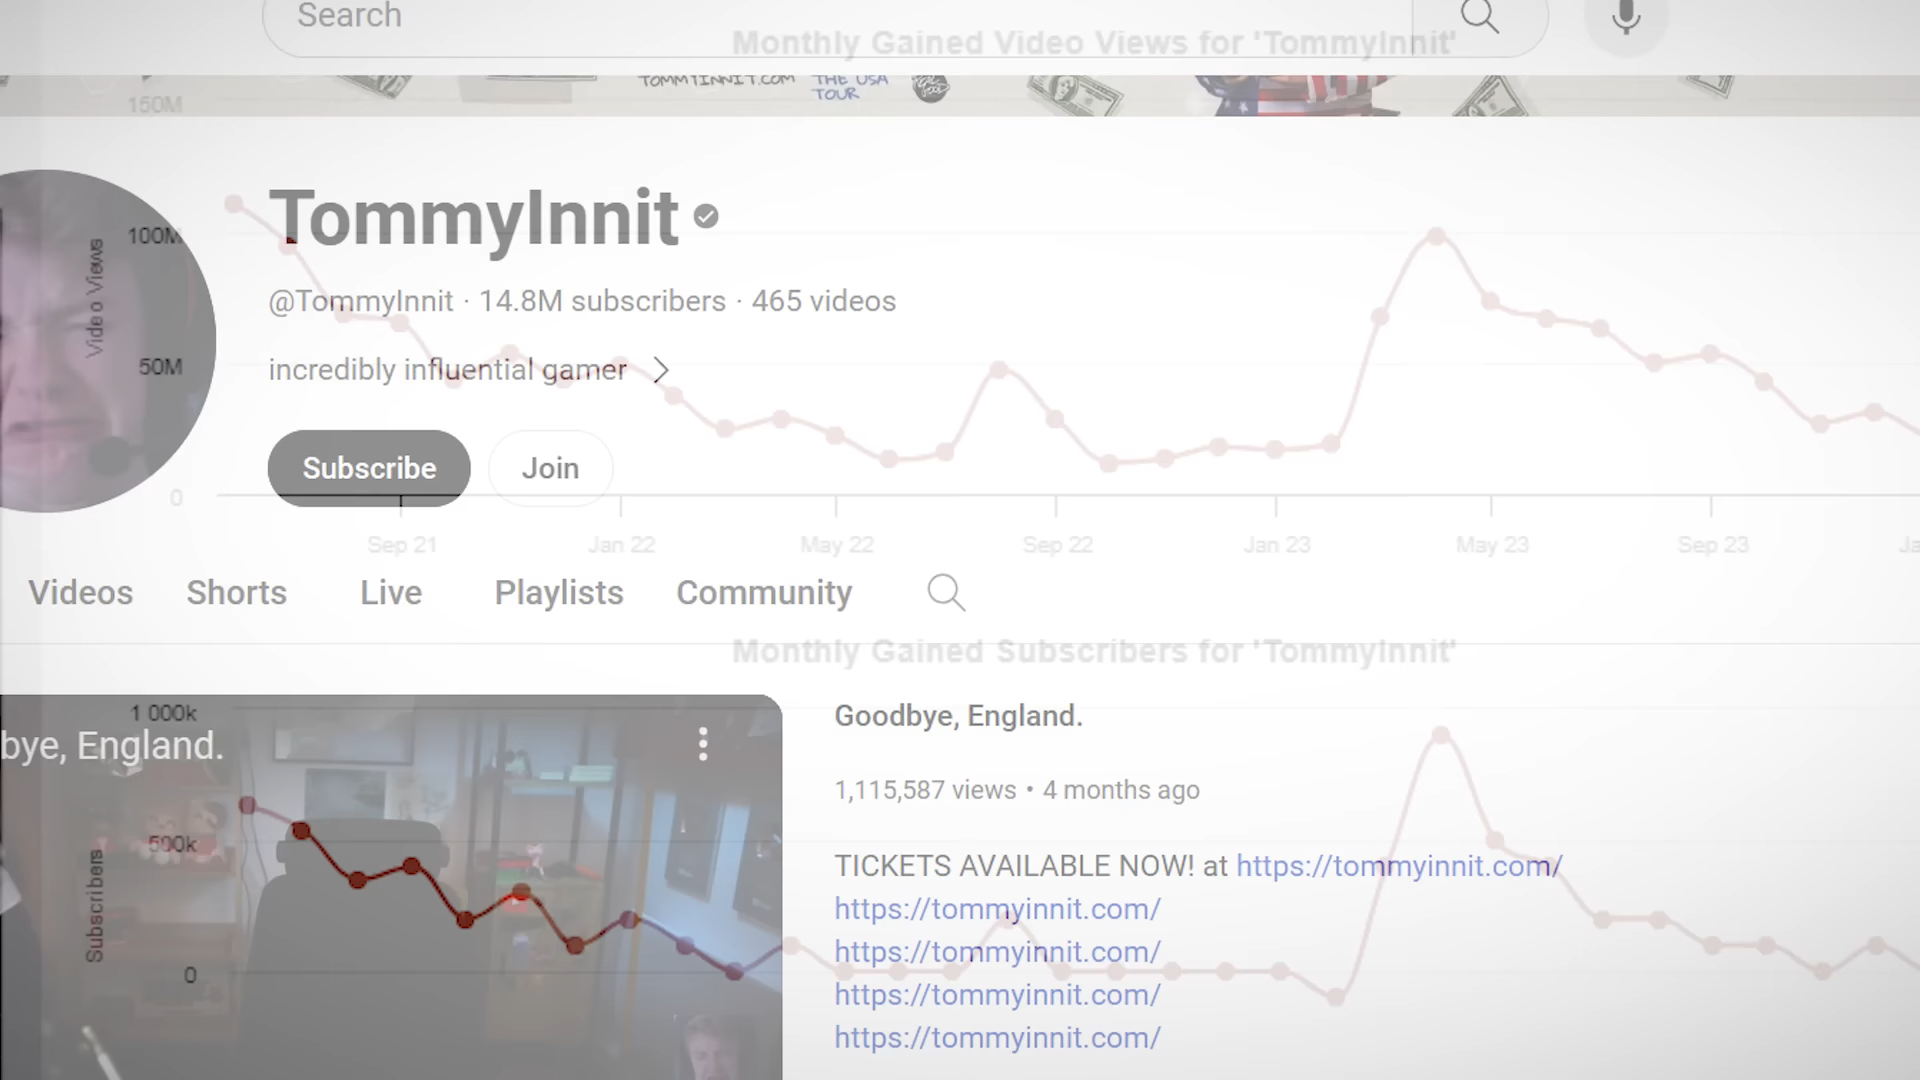 Search
Monthly Gained Video Views for 'TommyInnit'
TOMMYINNIT.COM
THE USA
TOUR
150M
TommyInnit
100M
Video Views
@TommyInnit · 14.8M subscribers · 465 videos
50M
incredibly influential gamer
Subscribe
Join
0
Sep 21
Jan 22
May 22
Sep 22
Jan 23
May 23
Sep 23
Ja
Videos
Shorts
Live
Playlists
Community
Monthly Gained Subscribers for 'TommyInnit'
1 000k
Goodbye, England.
bye, England.
1,115,587 views • 4 months ago
500k
Subscribers
TICKETS AVAILABLE NOW! at https://tommyinnit.com/
https://tommyinnit.com/
https://tommyinnit.com/
0
https://tommyinnit.com/
https://tommyinnit.com/